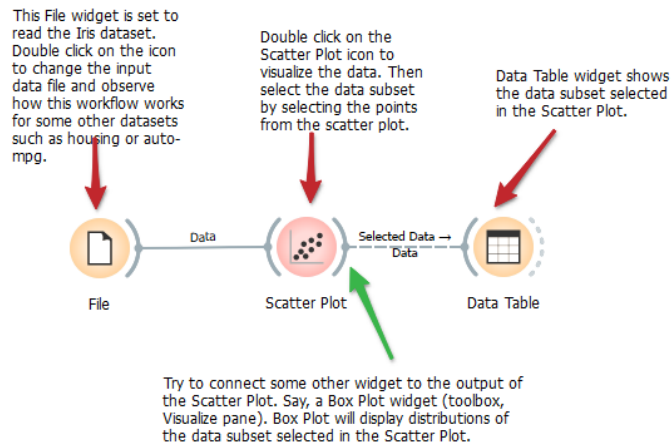 This File widget is set to
read the Iris dataset.
Double click on the icon
to change the input
data file and observe
how this workflow works
for some other datasets
such as housing or auto-
mpg.
Double click on the
Scatter Plot icon to
visualize the data. Then
select the data subset
by selecting the points
from the scatter plot.
Data Table widget shows
the data subset selected
in the Scatter Plot.
Data
Selected Data →
Data
File
Scatter Plot
Data Table
Try to connect some other widget to the output of
the Scatter Plot. Say, a Box Plot widget (toolbox,
Visualize pane). Box Plot will display distributions of
the data subset selected in the Scatter Plot.